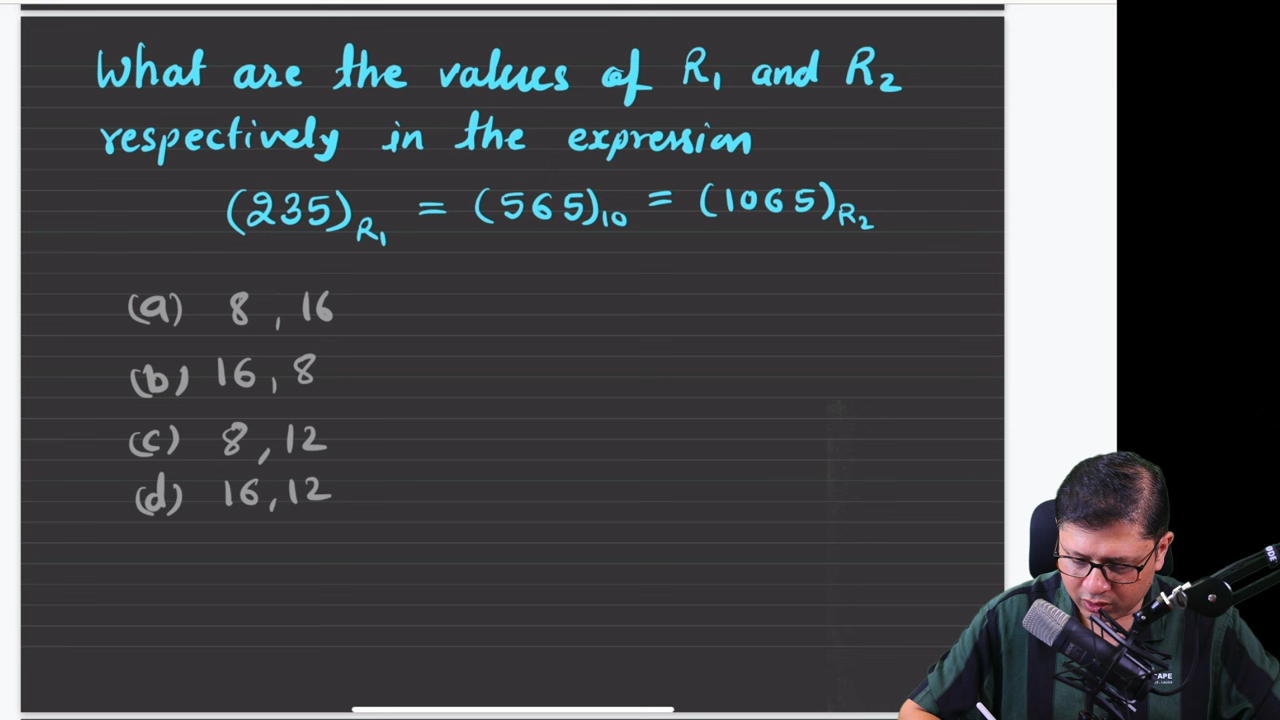 What are the values of R₁ and R₂
respectively in the expression
(235)R₁ = (565)₁₀ = (1065)R₂
(a) 8, 16
(b) 16, 8
(c) 8, 12
(d) 16, 12